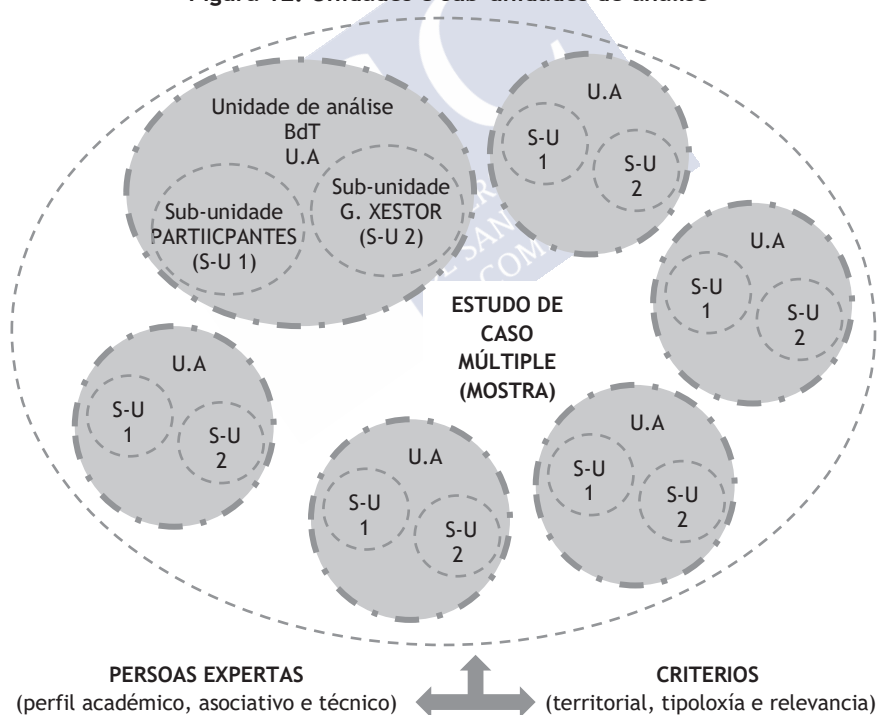 Figura 12. Unidades e sub-unidades de análise
Unidade de análise
BdT
U.A
Sub-unidade
PARTIICPANTES
(S-U 1)
Sub-unidade
G. XESTOR
(S-U 2)
U.A
S-U
1
S-U
2
U.A
S-U
1
S-U
2
ESTUDO DE
CASO
MÚLTIPLE
(MOSTRA)
U.A
S-U
1
S-U
2
U.A
S-U
1
S-U
2
U.A
S-U
1
S-U
2
PERSOAS EXPERTAS
(perfil académico, asociativo e técnico)
CRITERIOS
(territorial, tipoloxía e relevancia)